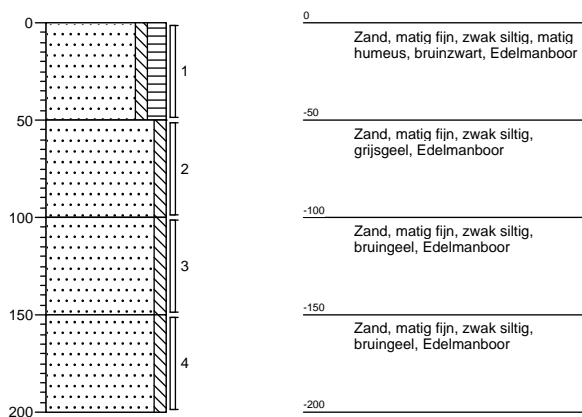 0
50
100
150
200
1
2
3
4
0
Zand, matig fijn, zwak siltig, matig
humeus, bruinzwart, Edelmanboor
-50
Zand, matig fijn, zwak siltig,
grijsgeel, Edelmanboor
-100
Zand, matig fijn, zwak siltig,
bruingeel, Edelmanboor
-150
Zand, matig fijn, zwak siltig,
bruingeel, Edelmanboor
-200